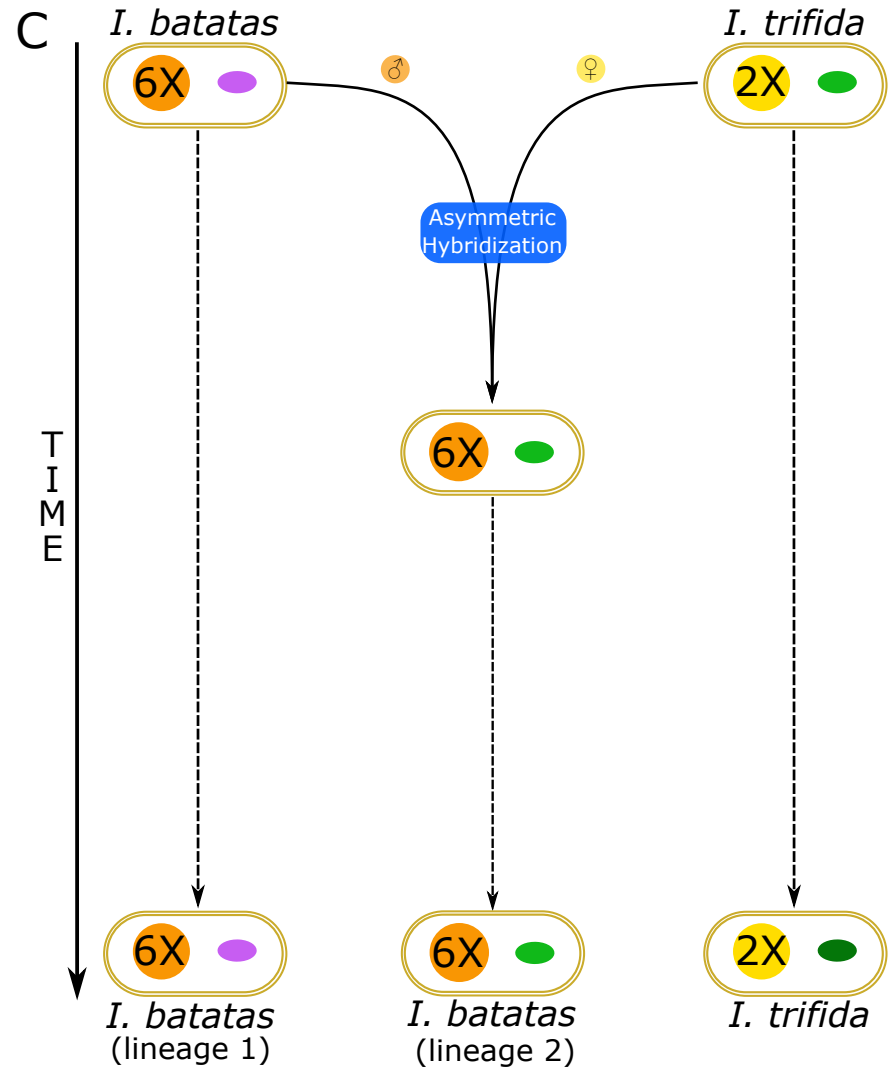 C
I. batatas
I. trifida
6X
♂
♀
2X
Asymmetric
Hybridization
6X
T
I
M
E
6X
6X
2X
I. batatas
(lineage 1)
I. batatas
(lineage 2)
I. trifida